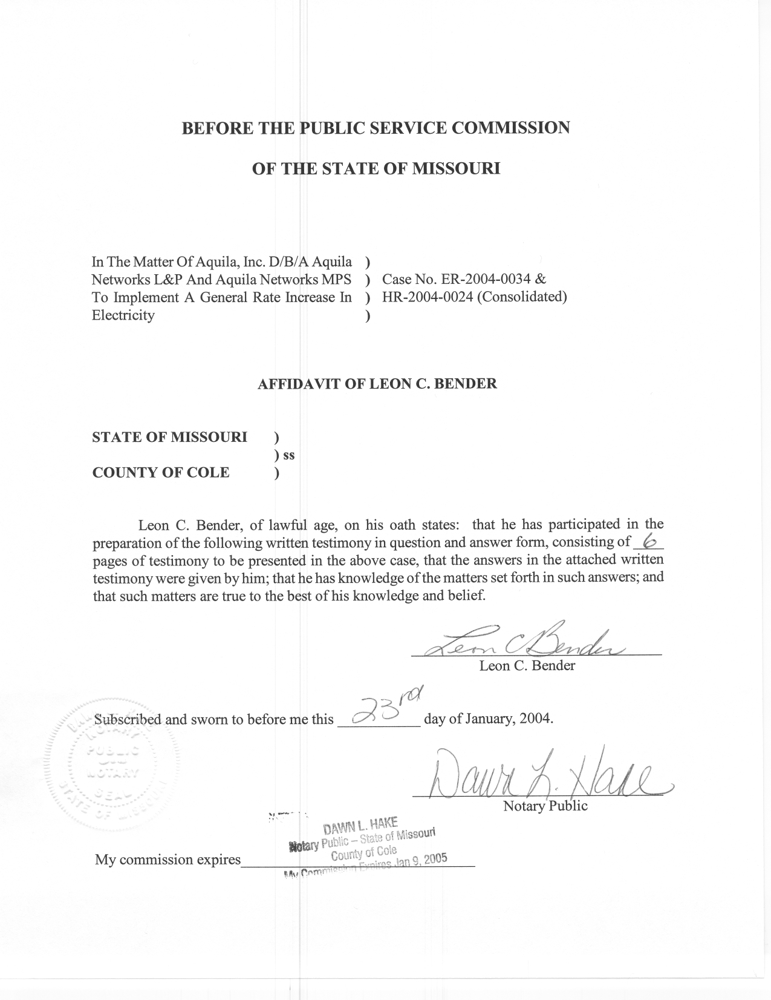 BEFORE THE PUBLIC SERVICE COMMISSION
OF THE STATE OF MISSOURI
In The Matter Of Aquila, Inc. D/B/A Aquila )
Networks L&P And Aquila Networks MPS ) Case No. ER-2004-0034 &
To Implement A General Rate Increase In ) HR-2004-0024 (Consolidated)
Electricity )
AFFIDAVIT OF LEON C. BENDER
STATE OF MISSOURI )
) ss
COUNTY OF COLE )
Leon C. Bender, of lawful age, on his oath states: that he has participated in the
preparation of the following written testimony in question and answer form, consisting of 6
pages of testimony to be presented in the above case, that the answers in the attached written
testimony were given by him; that he has knowledge of the matters set forth in such answers; and
that such matters are true to the best of his knowledge and belief.
Leon C Bender
Leon C. Bender
Subscribed and sworn to before me this 23rd day of January, 2004.
NOTARY
PUBLIC
NOTARY
SEAL
STATE OF MISSOURI
Dawn L. Hake
Notary Public
DAWN L. HAKE
Notary Public – State of Missouri
County of Cole
My commission expires
My Commission Expires Jan 9, 2005